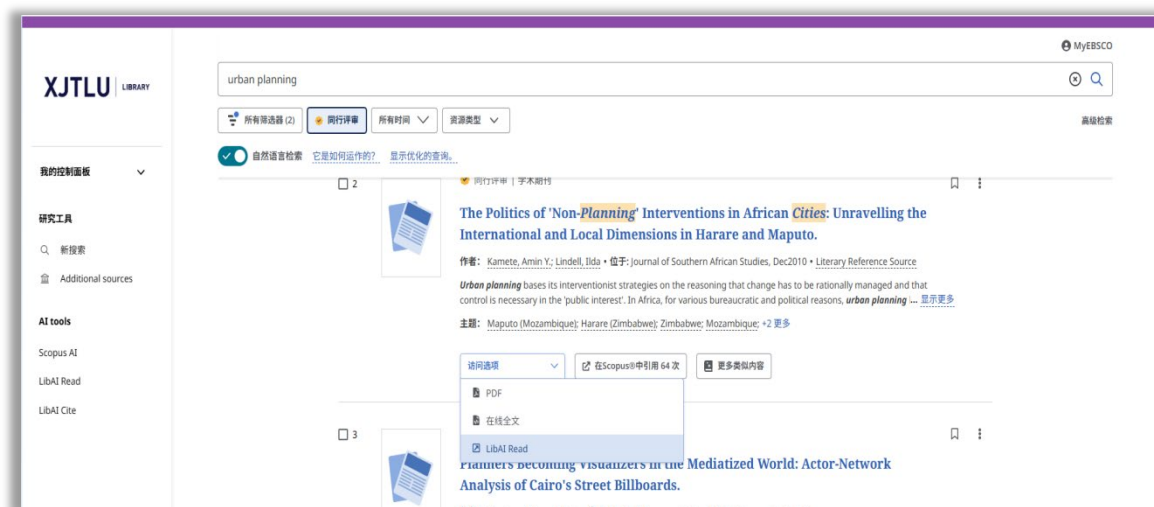 MyEBSCO
XJTLU LIBRARY
urban planning
所有筛选器 (2) 同行评审 所有时间 资源类型 高级检索
自然语言检索 它是如何运作的? 显示优化的查询。
我的控制面板
研究工具
新搜索
Additional sources
AI tools
Scopus AI
LibAI Read
LibAI Cite
2 同行评审 | 学术期刊
The Politics of 'Non-Planning' Interventions in African Cities: Unravelling the
International and Local Dimensions in Harare and Maputo.
作者: Kamete, Amin Y.; Lindell, Ilda • 位于: Journal of Southern African Studies, Dec2010 • Literary Reference Source
Urban planning bases its interventionist strategies on the reasoning that change has to be rationally managed and that
control is necessary in the 'public interest'. In Africa, for various bureaucratic and political reasons, urban planning ... 显示更多
主题: Maputo (Mozambique); Harare (Zimbabwe); Zimbabwe; Mozambique; +2 更多
访问选项 在Scopus®中引用 64 次 更多类似内容
PDF
在线全文
LibAI Read
3
Planners Becoming Visualizers in the Mediatized World: Actor-Network
Analysis of Cairo's Street Billboards.